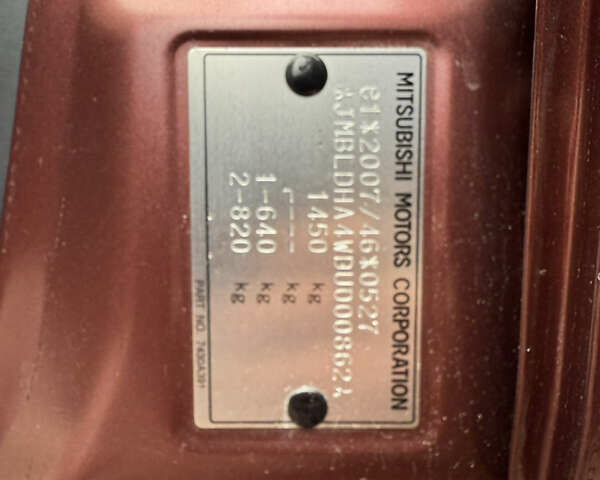 MITSUBISHI MOTORS CORPORATION
e1*2007/46*0527
*JMBLDHA4WBU000862*
1450 kg
---- kg
1-640 kg
2-820 kg
PART NO. 7430A391